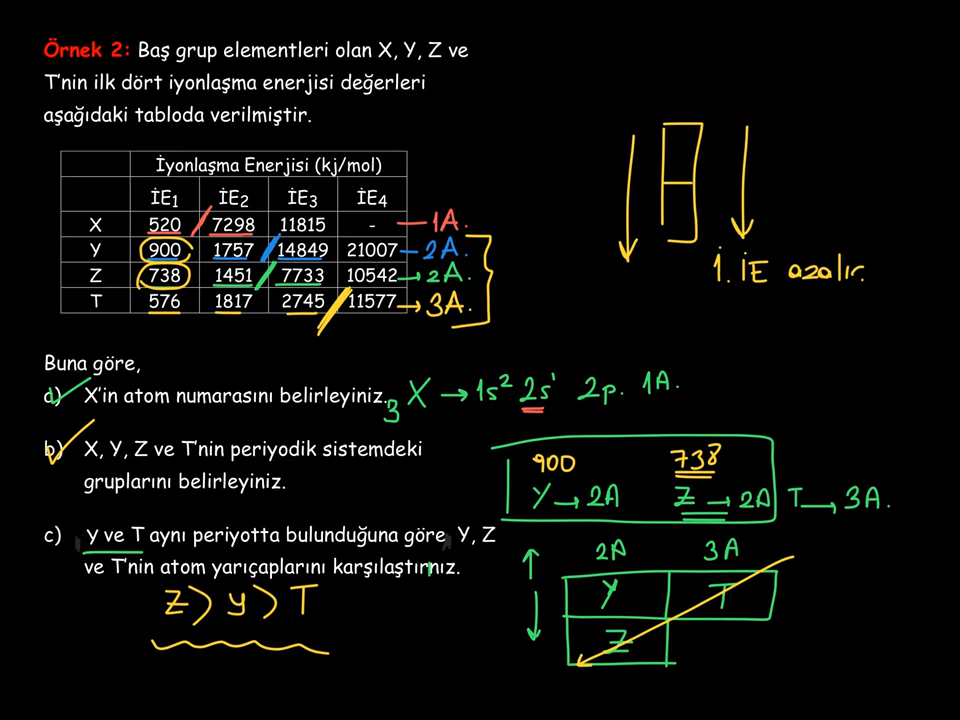 Örnek 2: Baş grup elementleri olan X, Y, Z ve
T'nin ilk dört iyonlaşma enerjisi değerleri
aşağıdaki tabloda verilmiştir.
İyonlaşma Enerjisi (kj/mol)
İE₁ İE₂ İE₃ İE₄
X 520 7298 11815 - 1A.
Y 900 1757 14849 21007 - 2A.
Z 738 1451 7733 10542 → 2A.
T 576 1817 2745 11577 → 3A.
1. İE azalır.
Buna göre,
a) X'in atom numarasını belirleyiniz.
₃X → 1s² 2s¹ 2p. 1A.
b) X, Y, Z ve T'nin periyodik sistemdeki
gruplarını belirleyiniz.
900 738
Y → 2A Z → 2A T → 3A.
c) Y ve T aynı periyotta bulunduğuna göre, Y, Z
ve T'nin atom yarıçaplarını karşılaştırınız.
Z > Y > T
2A 3A
Y T
Z